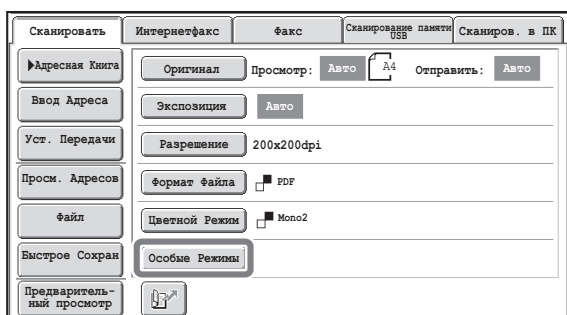 Сканировать Интернетфакс Факс Сканирование памяти USB Сканиров. в ПК
Адресная Книга
Оригинал Просмотр: Авто A4 Отправить: Авто
Ввод Адреса
Экспозиция Авто
Уст. Передачи
Разрешение 200x200dpi
Просм. Адресов
Формат Файла PDF
Файл
Цветной Режим Mono2
Быстрое Сохран
Особые Режимы
Предваритель-
ный просмотр